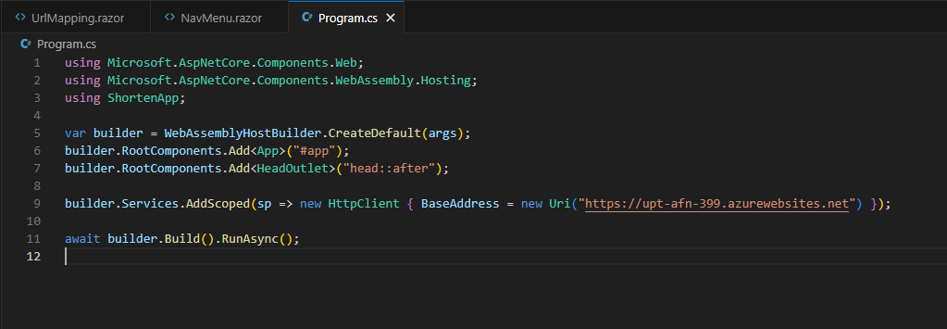 UrlMapping.razor NavMenu.razor Program.cs
Program.cs
1 using Microsoft.AspNetCore.Components.Web;
2 using Microsoft.AspNetCore.Components.WebAssembly.Hosting;
3 using ShortenApp;
4
5 var builder = WebAssemblyHostBuilder.CreateDefault(args);
6 builder.RootComponents.Add<App>("#app");
7 builder.RootComponents.Add<HeadOutlet>("head::after");
8
9 builder.Services.AddScoped(sp => new HttpClient { BaseAddress = new Uri("https://upt-afn-399.azurewebsites.net") });
10
11 await builder.Build().RunAsync();
12